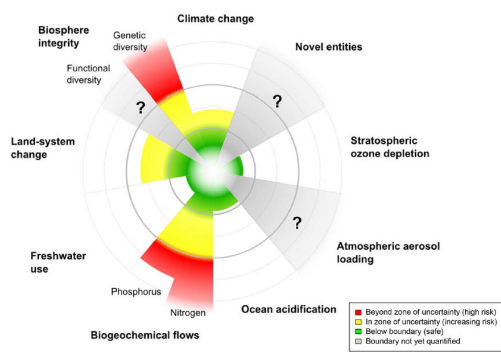 Climate change
Biosphere
integrity
Genetic
diversity
Functional
diversity
Novel entities
?
?
Land-system
change
Stratospheric
ozone depletion
?
Atmospheric aerosol
loading
Freshwater
use
Phosphorus
Nitrogen
Ocean acidification
Biogeochemical flows
Beyond zone of uncertainty (high risk)
In zone of uncertainty (increasing risk)
Below boundary (safe)
Boundary not yet quantified